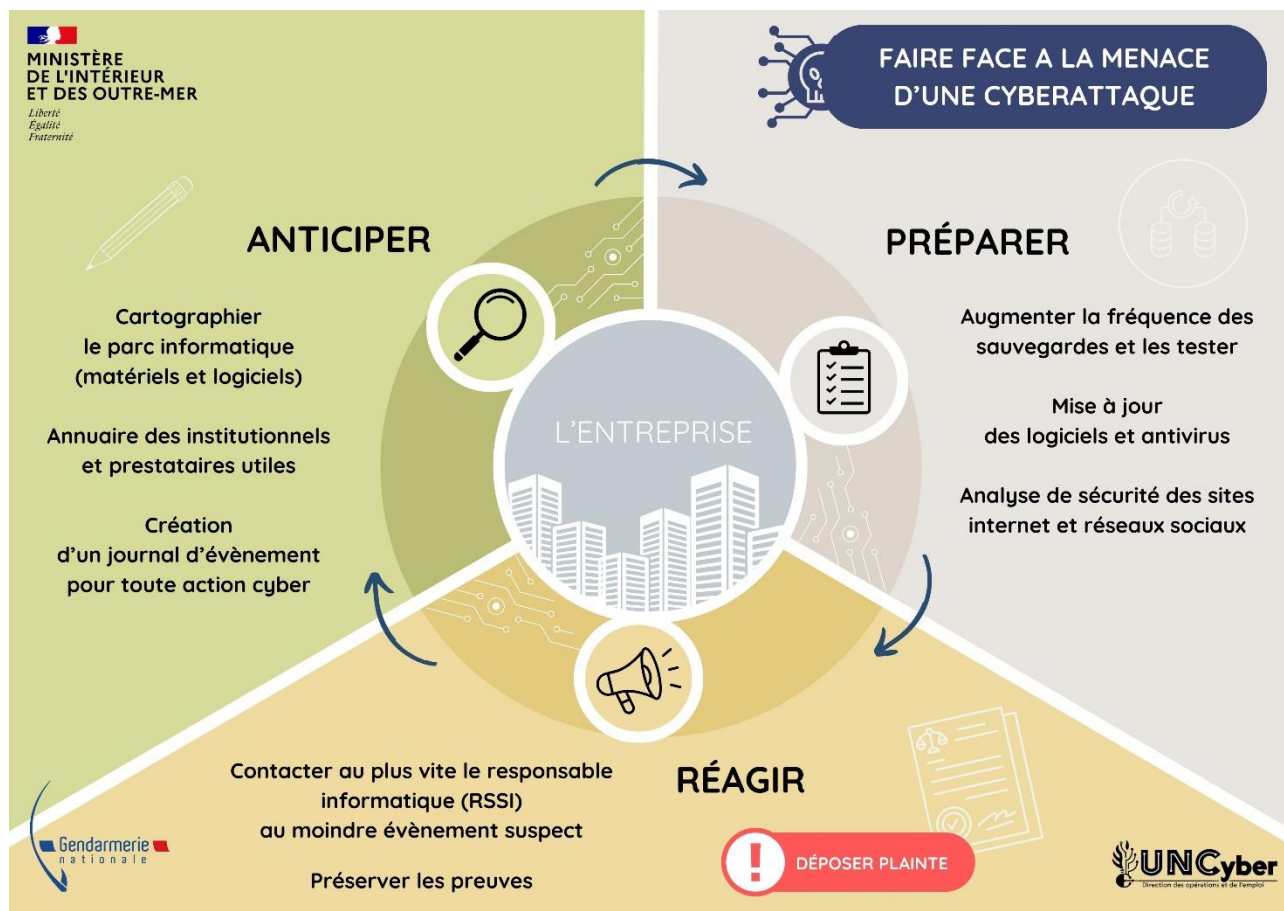 MINISTÈRE
DE L'INTÉRIEUR
ET DES OUTRE-MER
Liberté
Égalité
Fraternité
FAIRE FACE A LA MENACE
D'UNE CYBERATTAQUE
ANTICIPER
Cartographier
le parc informatique
(matériels et logiciels)
Annuaire des institutionnels
et prestataires utiles
Création
d'un journal d'évènement
pour toute action cyber
L'ENTREPRISE
PRÉPARER
Augmenter la fréquence des
sauvegardes et les tester
Mise à jour
des logiciels et antivirus
Analyse de sécurité des sites
internet et réseaux sociaux
RÉAGIR
Contacter au plus vite le responsable
informatique (RSSI)
au moindre évènement suspect
Préserver les preuves
! DÉPOSER PLAINTE
Gendarmerie
nationale
UNCyber
Direction des opérations et de l'emploi